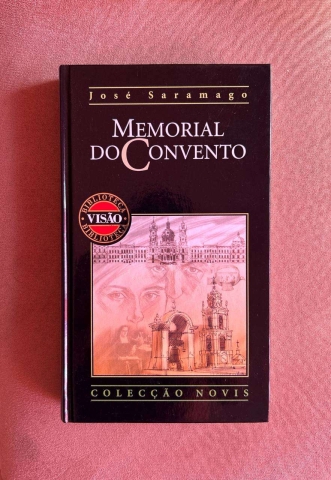 José Saramago
MEMORIAL
DO CONVENTO
BIBLIOTECA
VISÃO
BIBLIOTECA
COLECÇÃO NOVIS